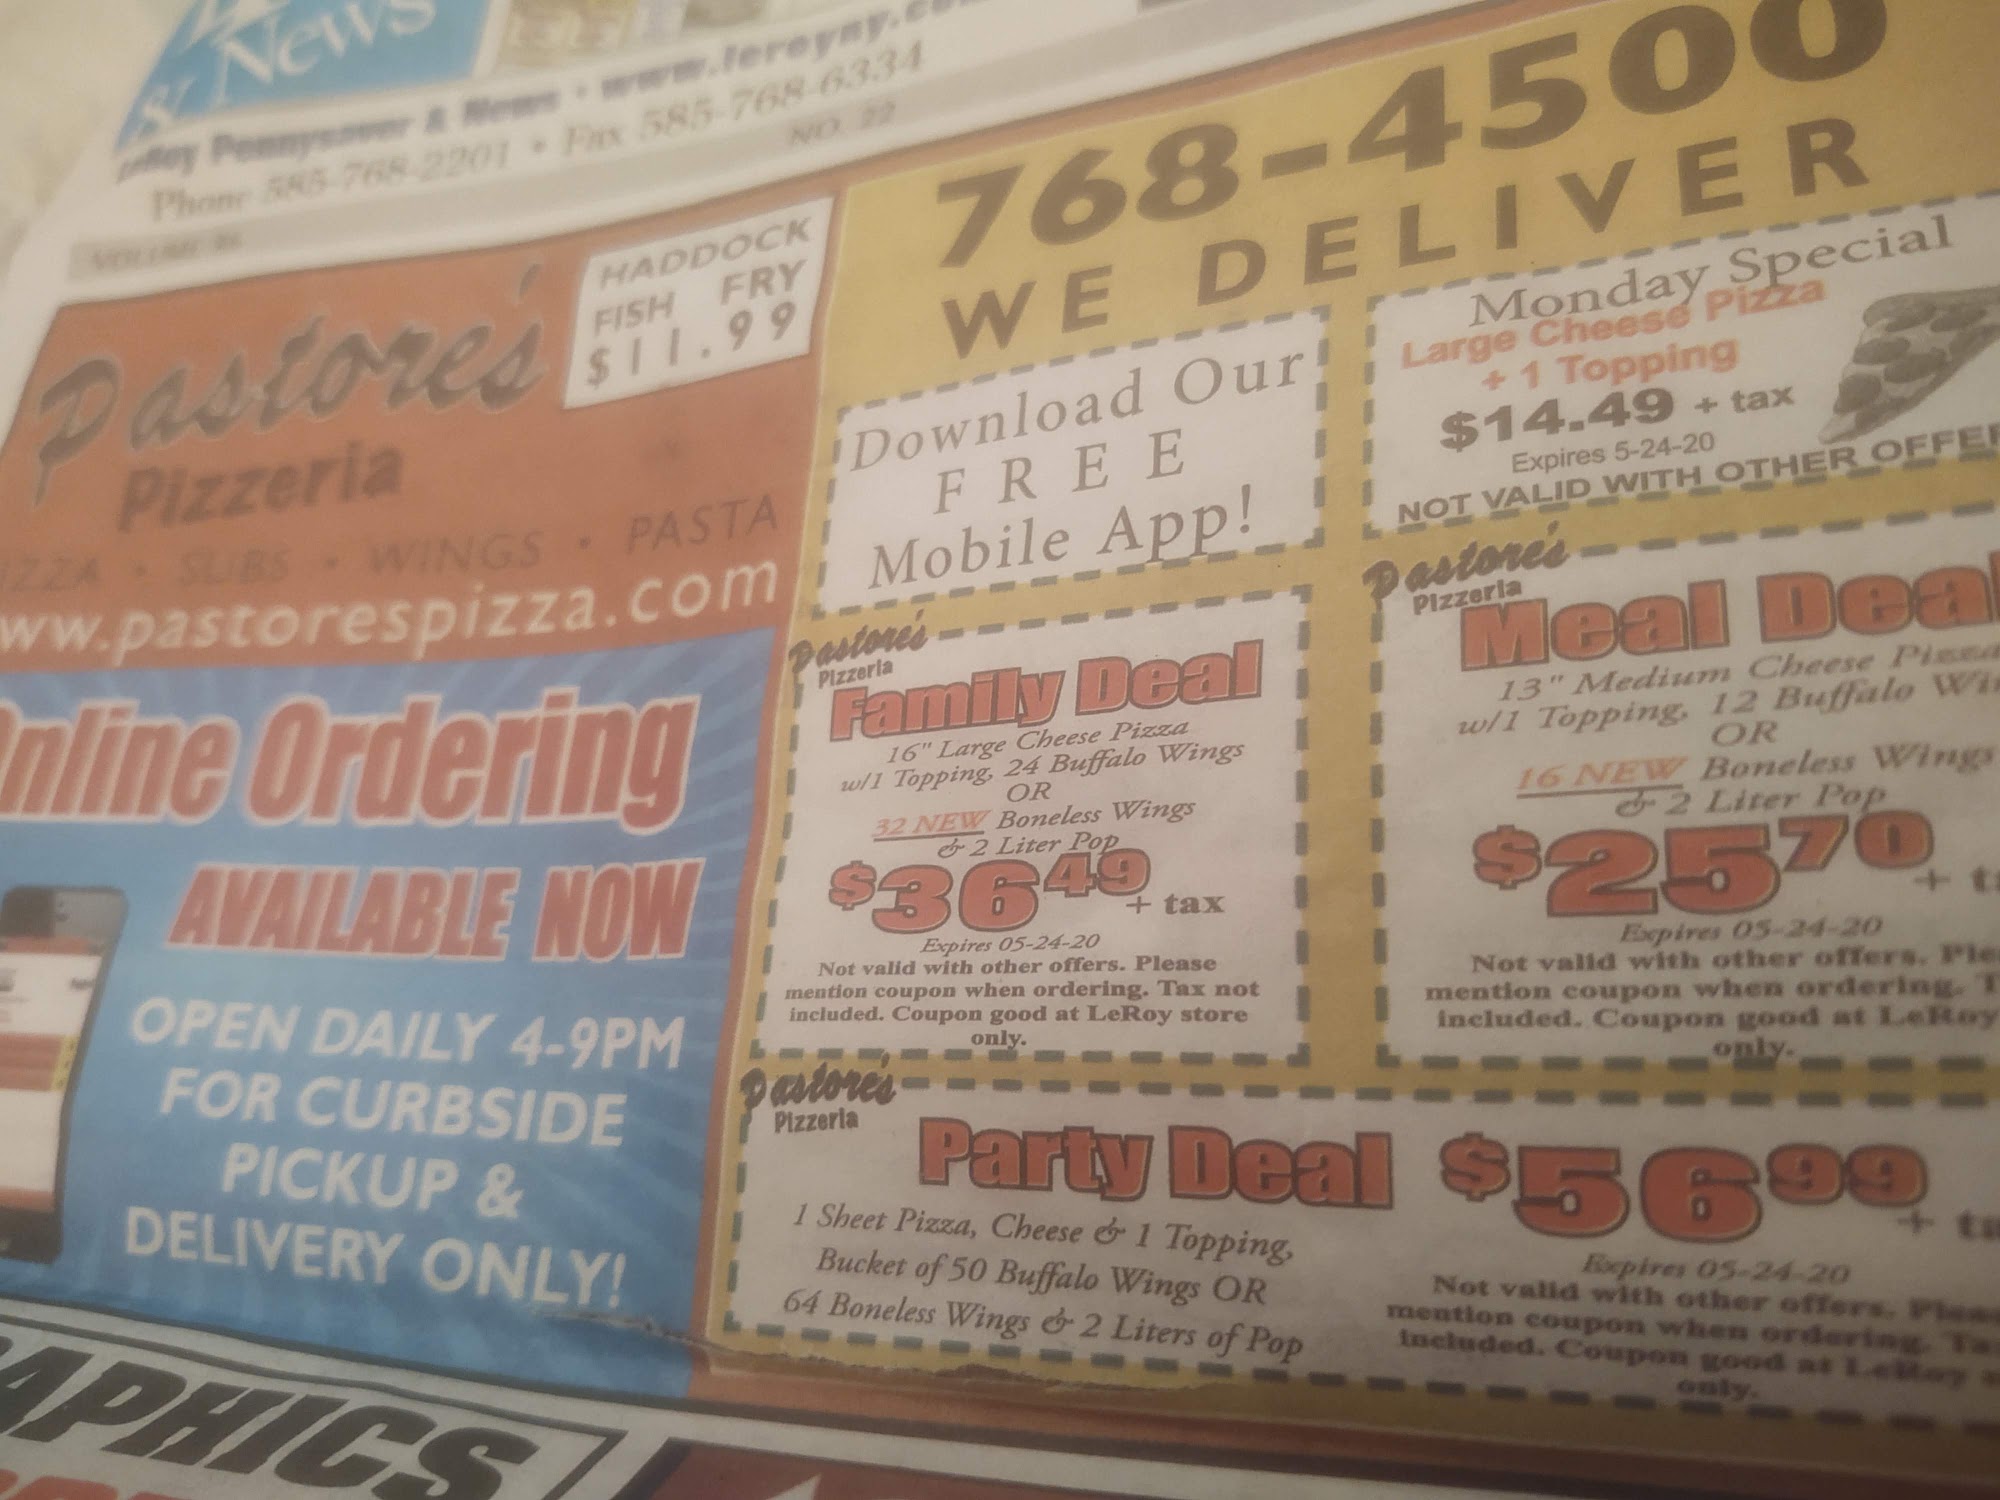 & News
LeRoy Pennysaver & News • www.leroyny.co
Phone 585-768-2201 • Fax 585-768-6334
NO. 22
Pastore's
Pizzeria
HADDOCK
FISH FRY
$11.99
IZZA • SUBS • WINGS • PASTA
ww.pastorespizza.com
Online Ordering
AVAILABLE NOW
OPEN DAILY 4-9PM
FOR CURBSIDE
PICKUP &
DELIVERY ONLY!
768-4500
WE DELIVER
Download Our
FREE
Mobile App!
Monday Special
Large Cheese Pizza
+ 1 Topping
$14.49 + tax
Expires 5-24-20
NOT VALID WITH OTHER OFFER
Pastore's
Pizzeria
Family Deal
16" Large Cheese Pizza
w/1 Topping, 24 Buffalo Wings
OR
32 NEW Boneless Wings
& 2 Liter Pop
$36.49
+ tax
Expires 05-24-20
Not valid with other offers. Please
mention coupon when ordering. Tax not
included. Coupon good at LeRoy store
only.
Pastore's
Pizzeria
Meal Deal
13" Medium Cheese Pizza
w/1 Topping, 12 Buffalo Wi
OR
16 NEW Boneless Wings
& 2 Liter Pop
$25.70
+ t
Expires 05-24-20
Not valid with other offers. Ple
mention coupon when ordering. T
included. Coupon good at LeRoy
only.
Pastore's
Pizzeria
Party Deal $56.99
+ ta
1 Sheet Pizza, Cheese & 1 Topping,
Bucket of 50 Buffalo Wings OR
64 Boneless Wings & 2 Liters of Pop
Expires 05-24-20
Not valid with other offers. Pleas
mention coupon when ordering. Ta
included. Coupon good at LeRoy s
only.
APHICS